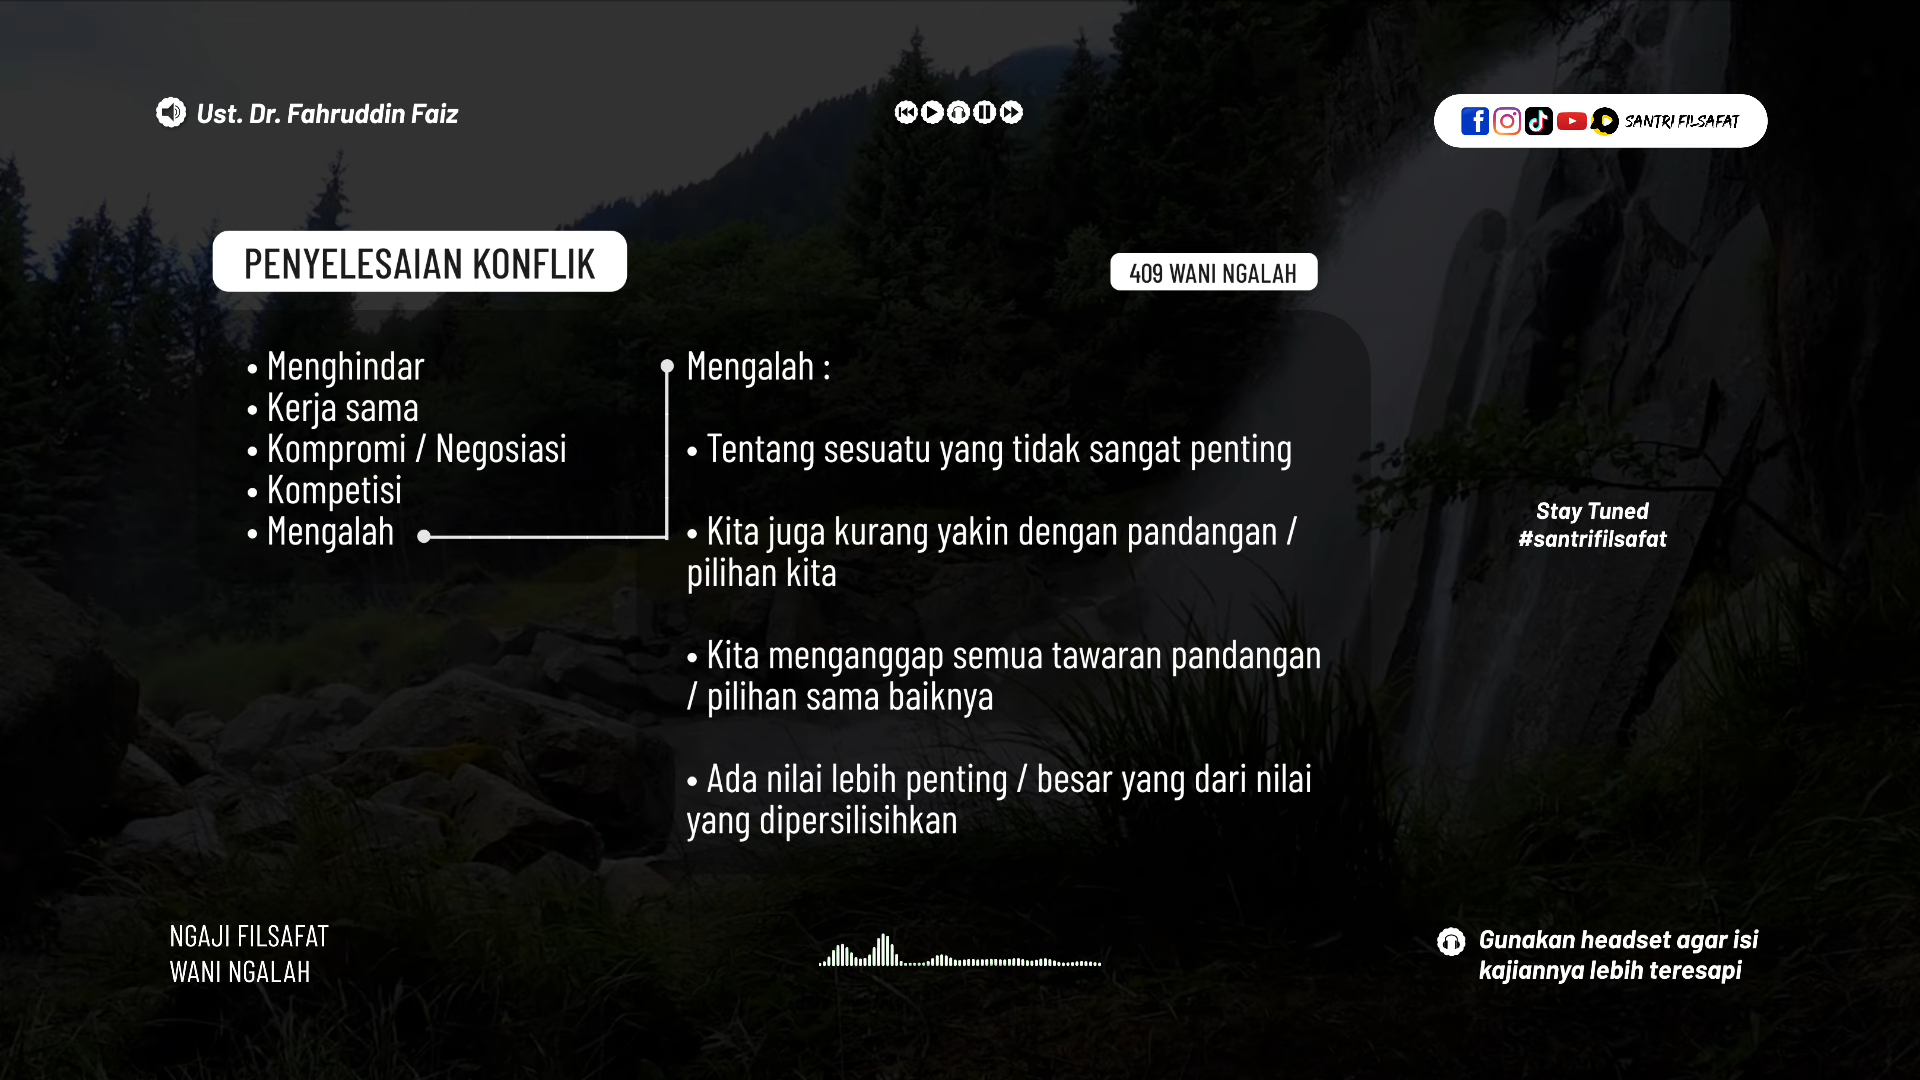 Ust. Dr. Fahruddin Faiz
SANTRI FILSAFAT
PENYELESAIAN KONFLIK
409 WANI NGALAH
• Menghindar
• Kerja sama
• Kompromi / Negosiasi
• Kompetisi
• Mengalah
Mengalah :
• Tentang sesuatu yang tidak sangat penting
• Kita juga kurang yakin dengan pandangan /
pilihan kita
• Kita menganggap semua tawaran pandangan
/ pilihan sama baiknya
• Ada nilai lebih penting / besar yang dari nilai
yang dipersilisihkan
Stay Tuned
#santrifilsafat
NGAJI FILSAFAT
WANI NGALAH
Gunakan headset agar isi
kajiannya lebih teresapi